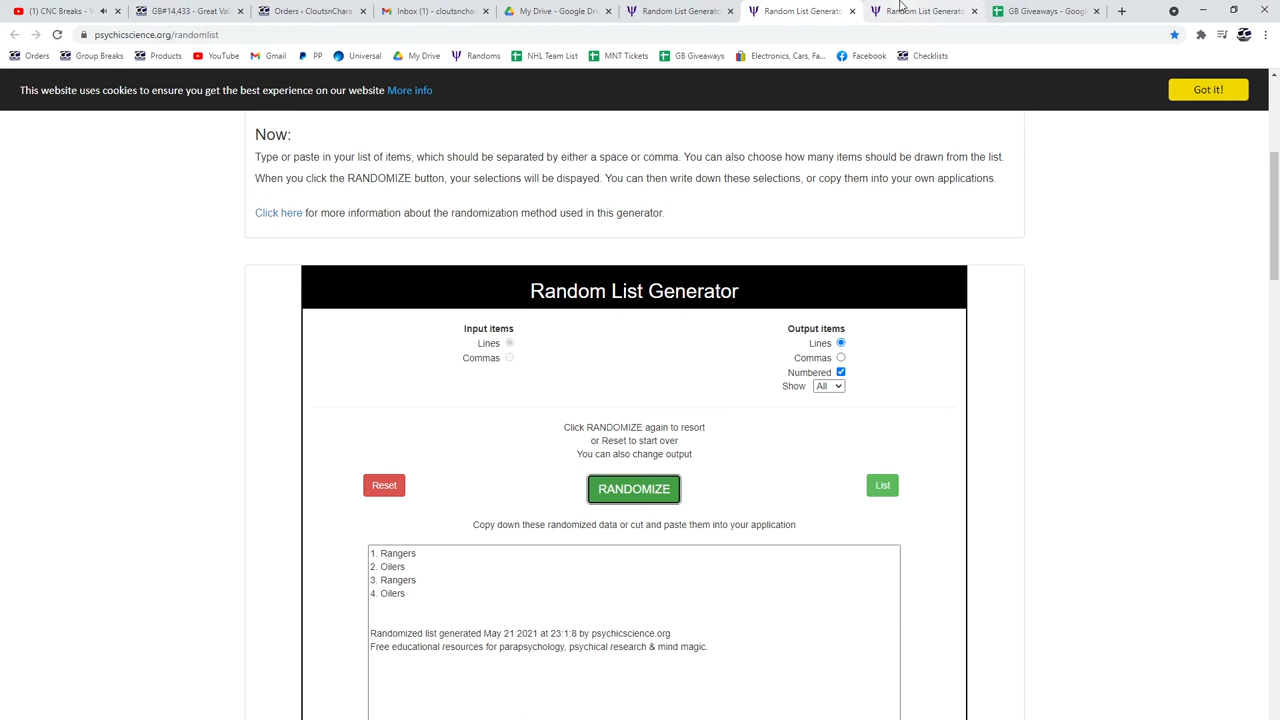 (1) CNC Breaks - Y
GB#14,433 - Great Val
Orders < CloutsnChara
Inbox (1) - cloutsnchar
My Drive - Google Dri
Random List Generato
Random List Generato
Random List Generato
GB Giveaways - Goog
psychicscience.org/randomlist
Orders
Group Breaks
Products
YouTube
Gmail
PP
Universal
My Drive
Randoms
NHL Team List
MNT Tickets
GB Giveaways
Electronics, Cars, Fa...
Facebook
Checklists
This website uses cookies to ensure you get the best experience on our website More info
Got it!
Now:
Type or paste in your list of items, which should be separated by either a space or comma. You can also choose how many items should be drawn from the list.
When you click the RANDOMIZE button, your selections will be dispayed. You can then write down these selections, or copy them into your own applications.
Click here for more information about the randomization method used in this generator.
Random List Generator
Input items
Output items
Lines
Lines
Commas
Commas
Numbered
Show All
Click RANDOMIZE again to resort
or Reset to start over
You can also change output
Reset
RANDOMIZE
List
Copy down these randomized data or cut and paste them into your application
1. Rangers
2. Oilers
3. Rangers
4. Oilers
Randomized list generated May 21 2021 at 23:1:8 by psychicscience.org
Free educational resources for parapsychology, psychical research & mind magic.